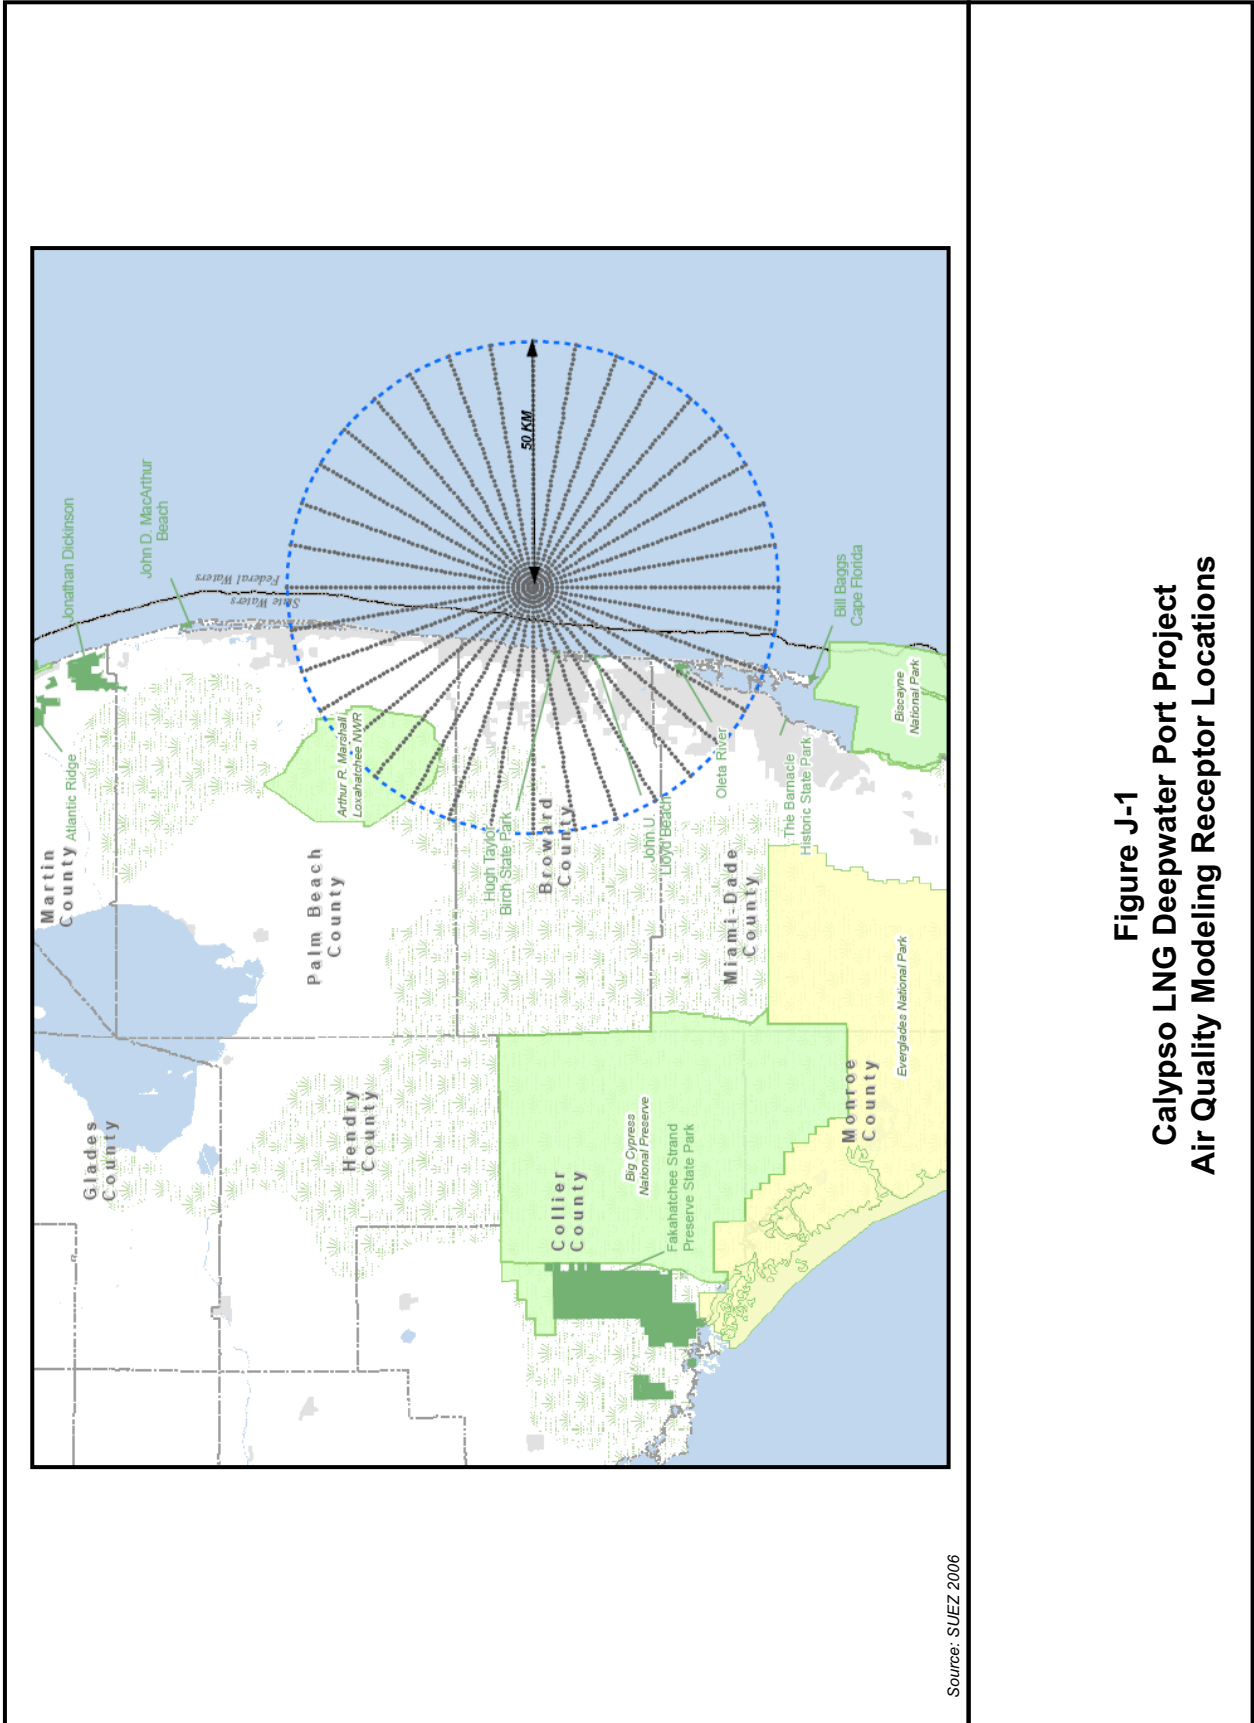 Martin
County
Atlantic Ridge
Jonathan Dickinson
John D. MacArthur
Beach
State Waters
Federal Waters
Glades
County
Palm Beach
County
Arthur R. Marshall
Loxahatchee NWR
Hendry
County
50 KM
Hugh Taylor
Birch State Park
Broward
County
Collier
County
John U.
Lloyd Beach
Big Cypress
National Preserve
Fakahatchee Strand
Preserve State Park
Oleta River
Miami-Dade
County
The Barnacle
Historic State Park
Bill Baggs
Cape Florida
Monroe
County
Everglades National Park
Biscayne
National Park
Source: SUEZ 2006
Figure J-1
Calypso LNG Deepwater Port Project
Air Quality Modeling Receptor Locations